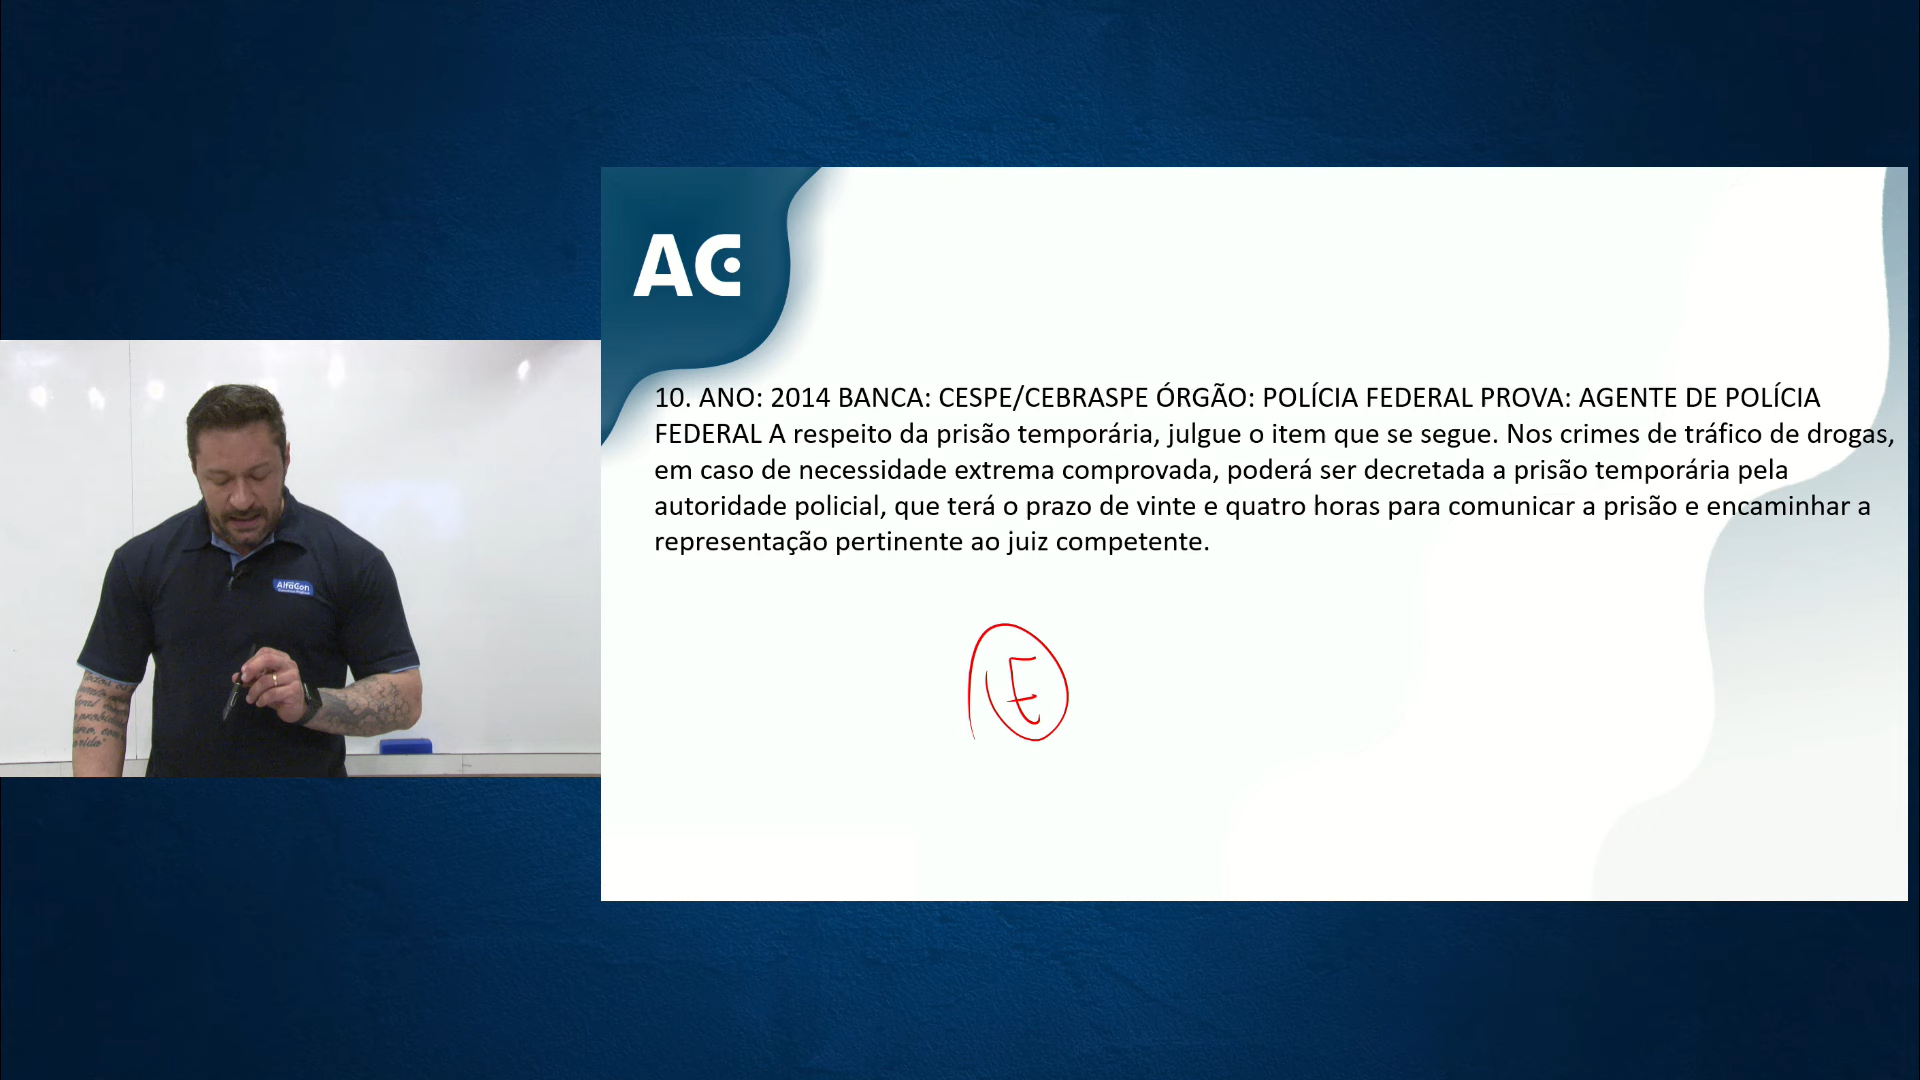 AC
10. ANO: 2014 BANCA: CESPE/CEBRASPE ÓRGÃO: POLÍCIA FEDERAL PROVA: AGENTE DE POLÍCIA
FEDERAL A respeito da prisão temporária, julgue o item que se segue. Nos crimes de tráfico de drogas,
em caso de necessidade extrema comprovada, poderá ser decretada a prisão temporária pela
autoridade policial, que terá o prazo de vinte e quatro horas para comunicar a prisão e encaminhar a
representação pertinente ao juiz competente.
E
AlfaCon